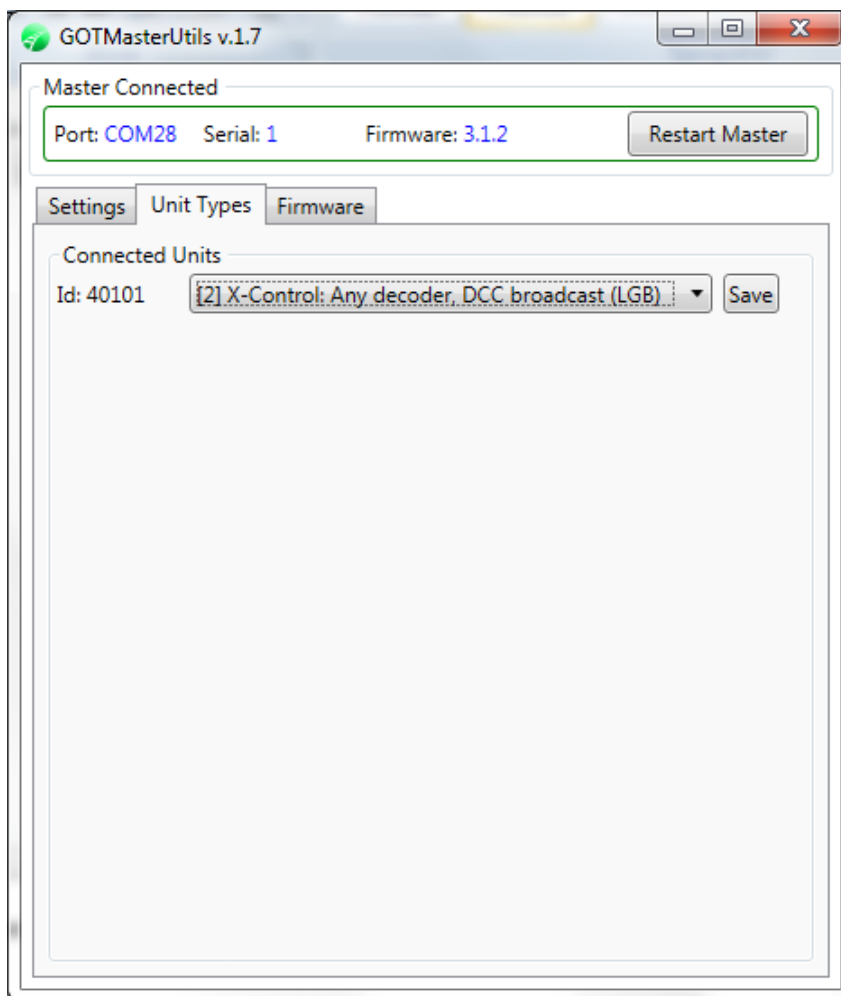 GOTMasterUtils v.1.7
Master Connected
Port: COM28 Serial: 1 Firmware: 3.1.2 Restart Master
Settings Unit Types Firmware
Connected Units
Id: 40101 [2] X-Control: Any decoder, DCC broadcast (LGB) Save